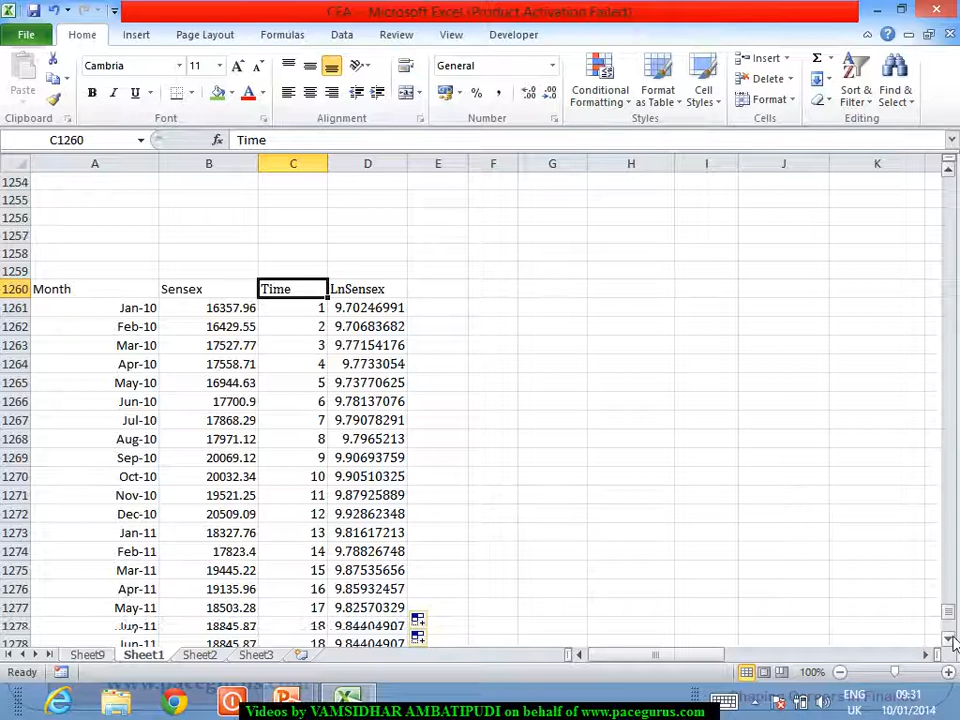 CFA - Microsoft Excel (Product Activating Failed)
File Home Insert Page Layout Formulas Data Review View Developer
Cambria 11 General Insert Σ
Paste B I U % , Conditional Format Cell Delete Sort & Find &
Formatting as Table Styles Format Filter Select
Clipboard Font Alignment Number Styles Cells Editing
C1260 fx Time
A B C D E F G H I J K
1254
1255
1256
1257
1258
1259
1260 Month Sensex Time LnSensex
1261 Jan-10 16357.96 1 9.70246991
1262 Feb-10 16429.55 2 9.70683682
1263 Mar-10 17527.77 3 9.77154176
1264 Apr-10 17558.71 4 9.7733054
1265 May-10 16944.63 5 9.73770625
1266 Jun-10 17700.9 6 9.78137076
1267 Jul-10 17868.29 7 9.79078291
1268 Aug-10 17971.12 8 9.7965213
1269 Sep-10 20069.12 9 9.90693759
1270 Oct-10 20032.34 10 9.90510325
1271 Nov-10 19521.25 11 9.87925889
1272 Dec-10 20509.09 12 9.92862348
1273 Jan-11 18327.76 13 9.81617213
1274 Feb-11 17823.4 14 9.78826748
1275 Mar-11 19445.22 15 9.87535656
1276 Apr-11 19135.96 16 9.85932457
1277 May-11 18503.28 17 9.82570329
1278 Jun-11 18845.87 18 9.84404907
1278 Jun-11 18845.87 18 9.84404907
Sheet9 Sheet1 Sheet2 Sheet3
Ready 100%
www.pacegurus.com
ENG 09:31
UK 10/01/2014
Videos by VAMSIDHAR AMBATIPUDI on behalf of www.pacegurus.com